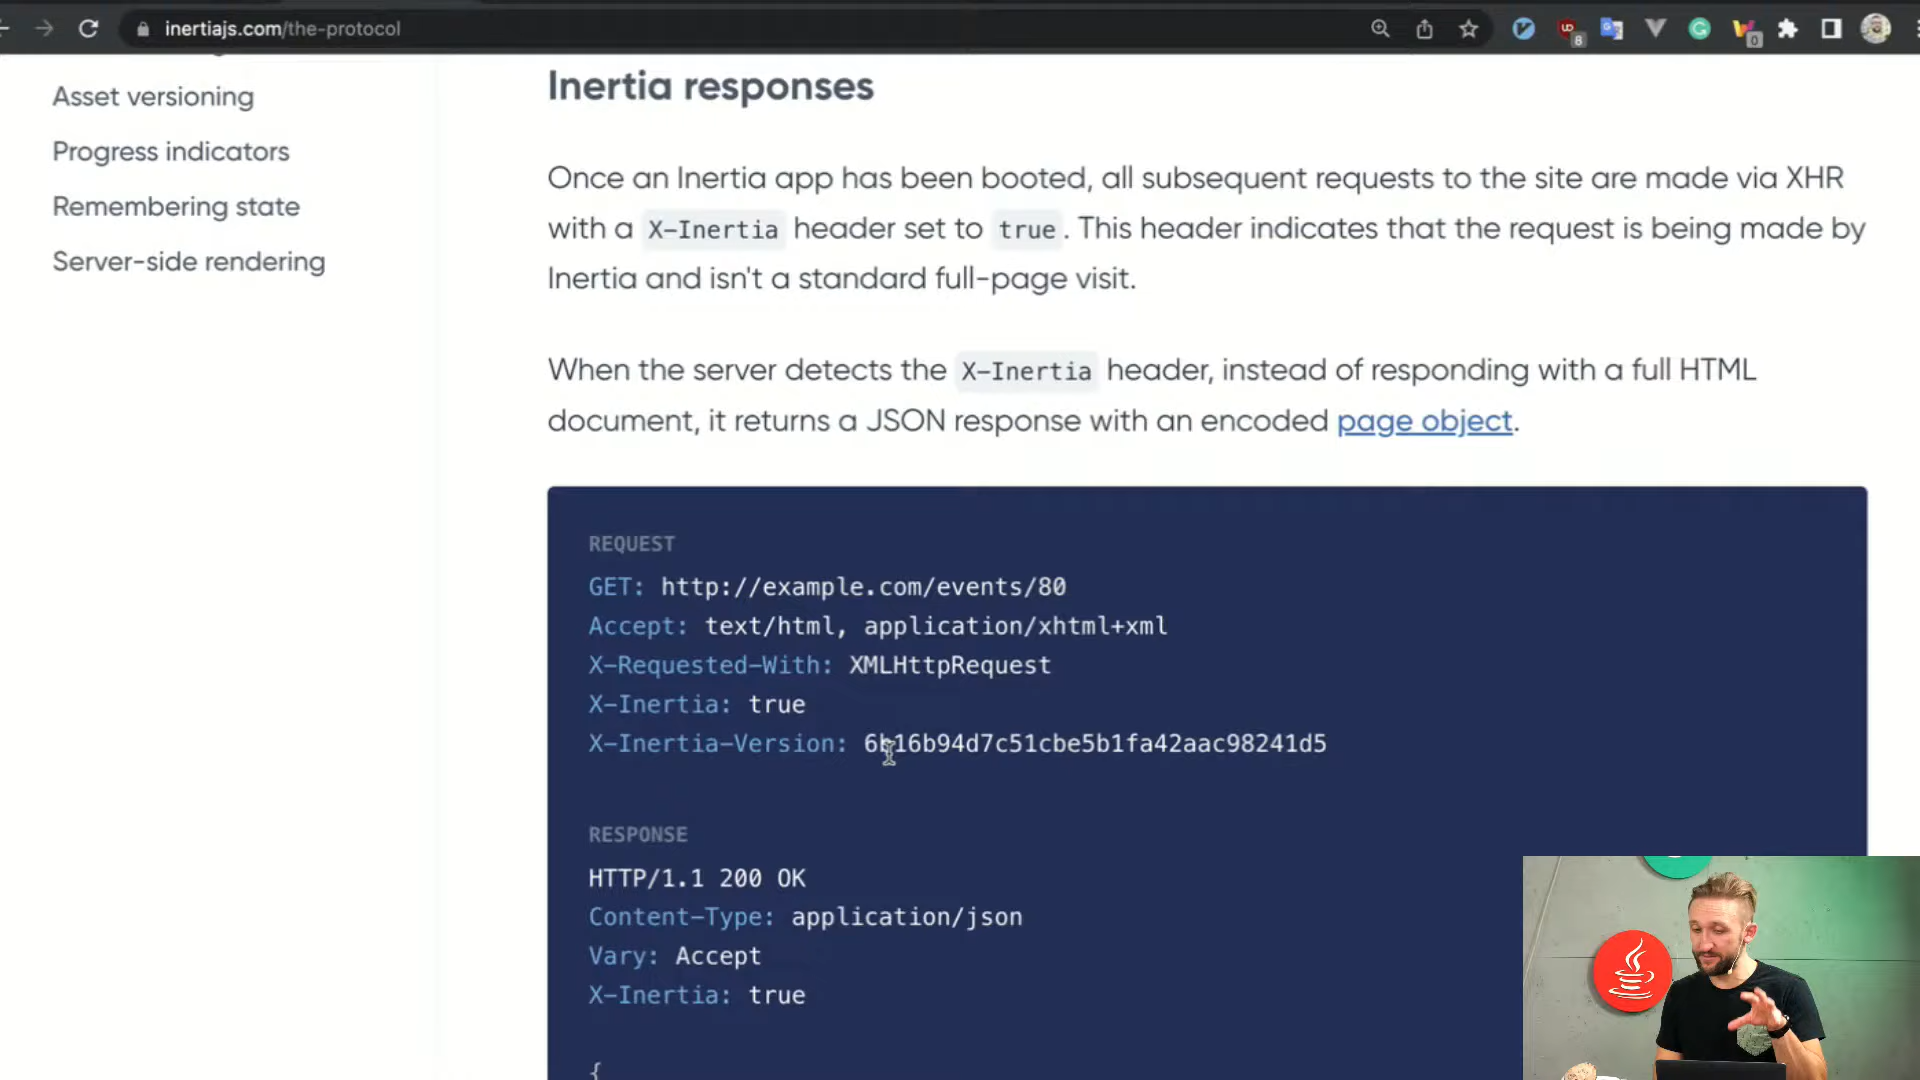 inertiajs.com/the-protocol
8
0
Asset versioning
Progress indicators
Remembering state
Server-side rendering
Inertia responses
Once an Inertia app has been booted, all subsequent requests to the site are made via XHR
with a X-Inertia header set to true. This header indicates that the request is being made by
Inertia and isn't a standard full-page visit.
When the server detects the X-Inertia header, instead of responding with a full HTML
document, it returns a JSON response with an encoded page object.
REQUEST
GET: http://example.com/events/80
Accept: text/html, application/xhtml+xml
X-Requested-With: XMLHttpRequest
X-Inertia: true
X-Inertia-Version: 6b16b94d7c51cbe5b1fa42aac98241d5
RESPONSE
HTTP/1.1 200 OK
Content-Type: application/json
Vary: Accept
X-Inertia: true
{